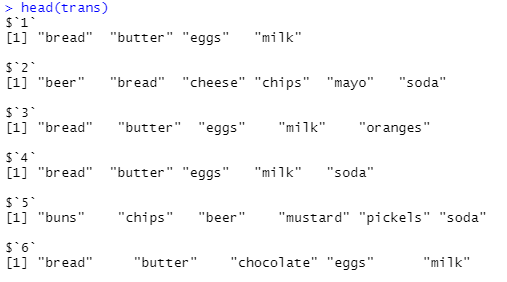 > head(trans)
$`1`
[1] "bread"  "butter" "eggs"   "milk"
$`2`
[1] "beer"   "bread"  "cheese" "chips"  "mayo"   "soda"
$`3`
[1] "bread"   "butter"  "eggs"    "milk"    "oranges"
$`4`
[1] "bread"  "butter" "eggs"   "milk"   "soda"
$`5`
[1] "buns"    "chips"   "beer"    "mustard" "pickels" "soda"
$`6`
[1] "bread"     "butter"    "chocolate" "eggs"      "milk"